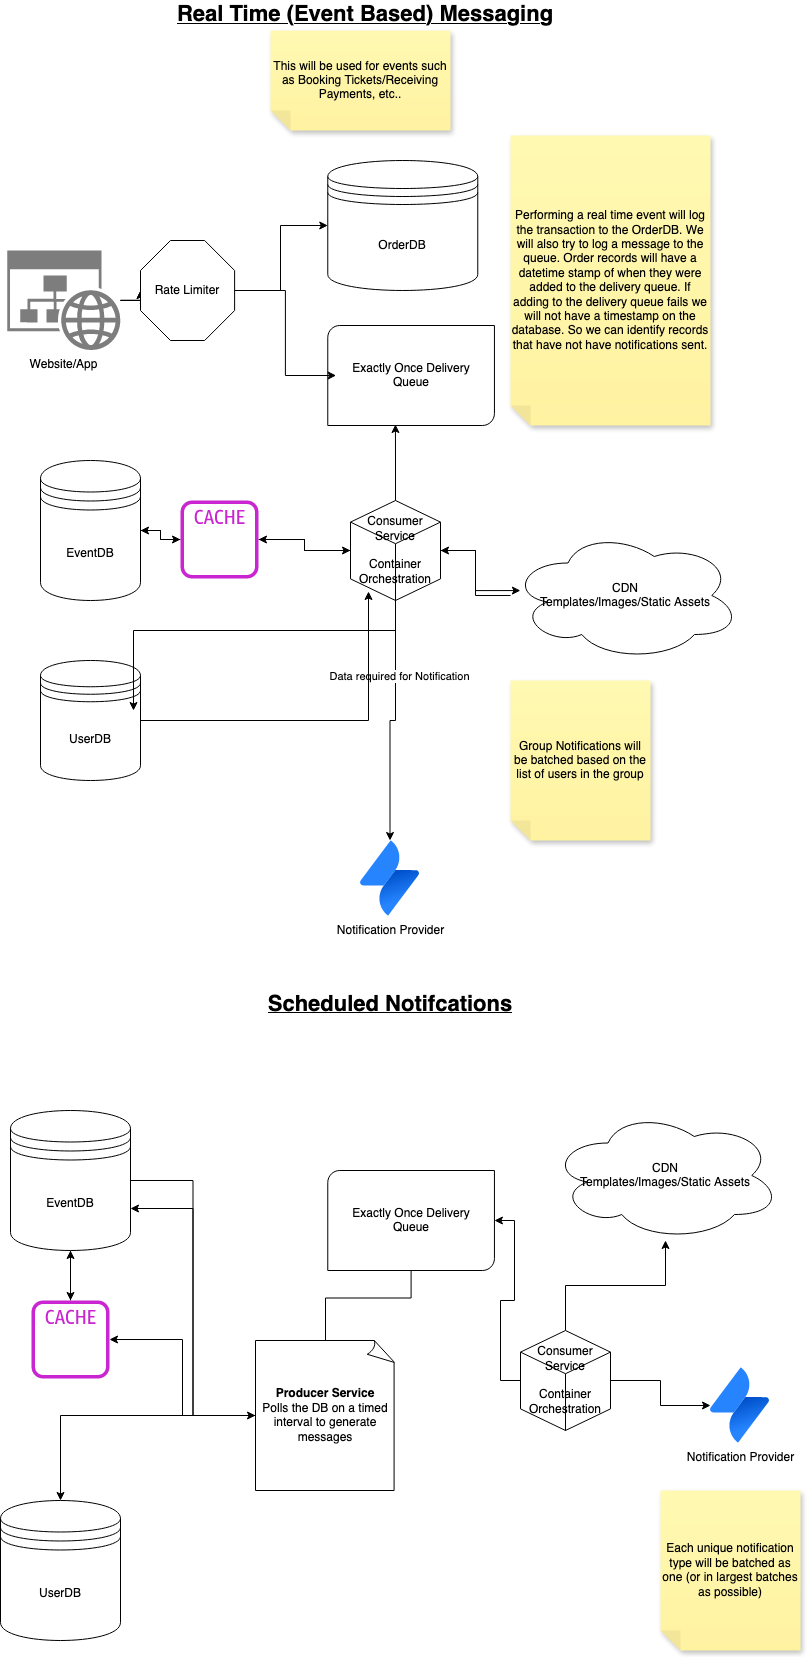 Real Time (Event Based) Messaging
This will be used for events such
as Booking Tickets/Receiving
Payments, etc..
Performing a real time event will log
the transaction to the OrderDB. We
will also try to log a message to the
queue. Order records will have a
datetime stamp of when they were
added to the delivery queue. If
adding to the delivery queue fails we
will not have a timestamp on the
database. So we can identify records
that have not have notifications sent.
OrderDB
Rate Limiter
Website/App
Exactly Once Delivery
Queue
EventDB
CACHE
Consumer
Service
Container
Orchestration
CDN
Templates/Images/Static Assets
Data required for Notification
UserDB
Group Notifications will
be batched based on the
list of users in the group
Notification Provider
Scheduled Notifcations
EventDB
CACHE
Exactly Once Delivery
Queue
CDN
Templates/Images/Static Assets
Producer Service
Polls the DB on a timed
interval to generate
messages
Consumer
Service
Container
Orchestration
Notification Provider
UserDB
Each unique notification
type will be batched as
one (or in largest batches
as possible)